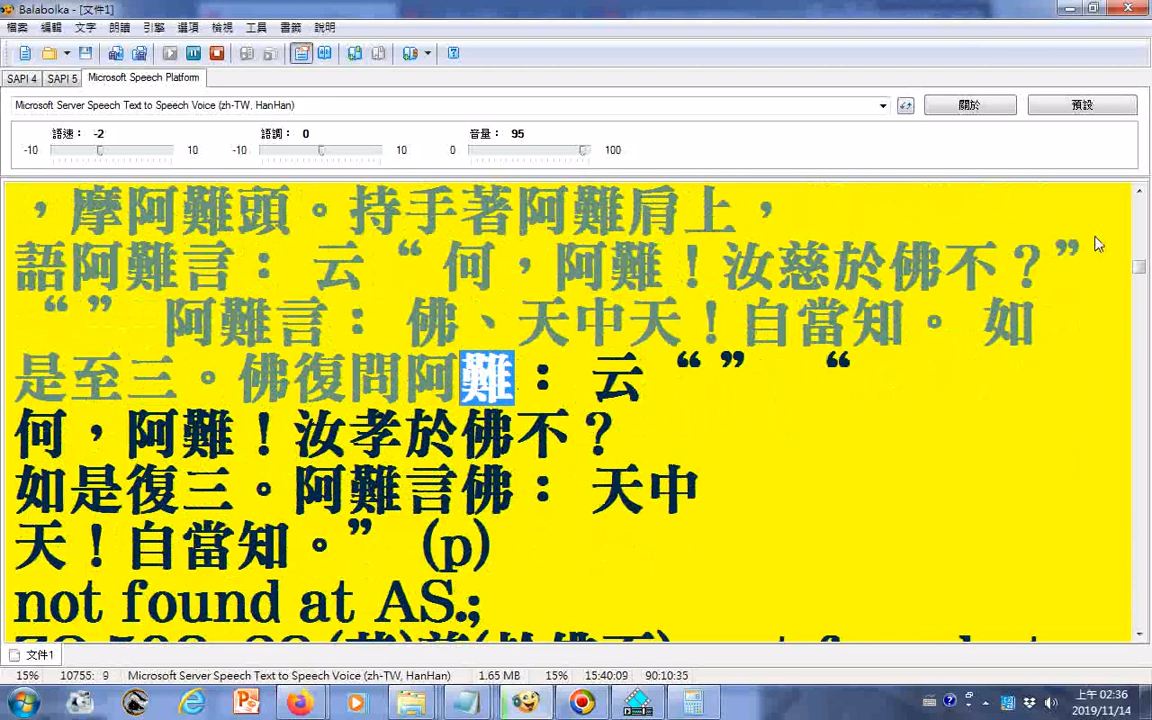 Balabolka - [文件1]
檔案 編輯 文字 朗讀 引擎 選項 檢視 工具 書籤 說明
SAPI 4 SAPI 5 Microsoft Speech Platform
Microsoft Server Speech Text to Speech Voice (zh-TW, HanHan) 關於 預設
語速： -2 語調： 0 音量： 95
-10 10 -10 10 0 100
，摩阿難頭。持手著阿難肩上，
語阿難言： 云“何，阿難！汝慈於佛不？”
“” 阿難言： 佛、天中天！自當知。 如
是至三。佛復問阿難： 云“” “
何，阿難！汝孝於佛不？
如是復三。阿難言佛： 天中
天！自當知。” (p)
not found at AS.;
文件1
15% 10755: 9 Microsoft Server Speech Text to Speech Voice (zh-TW, HanHan) 1.65 MB 15% 15:40:09 90:10:35
上午 02:36
2019/11/14